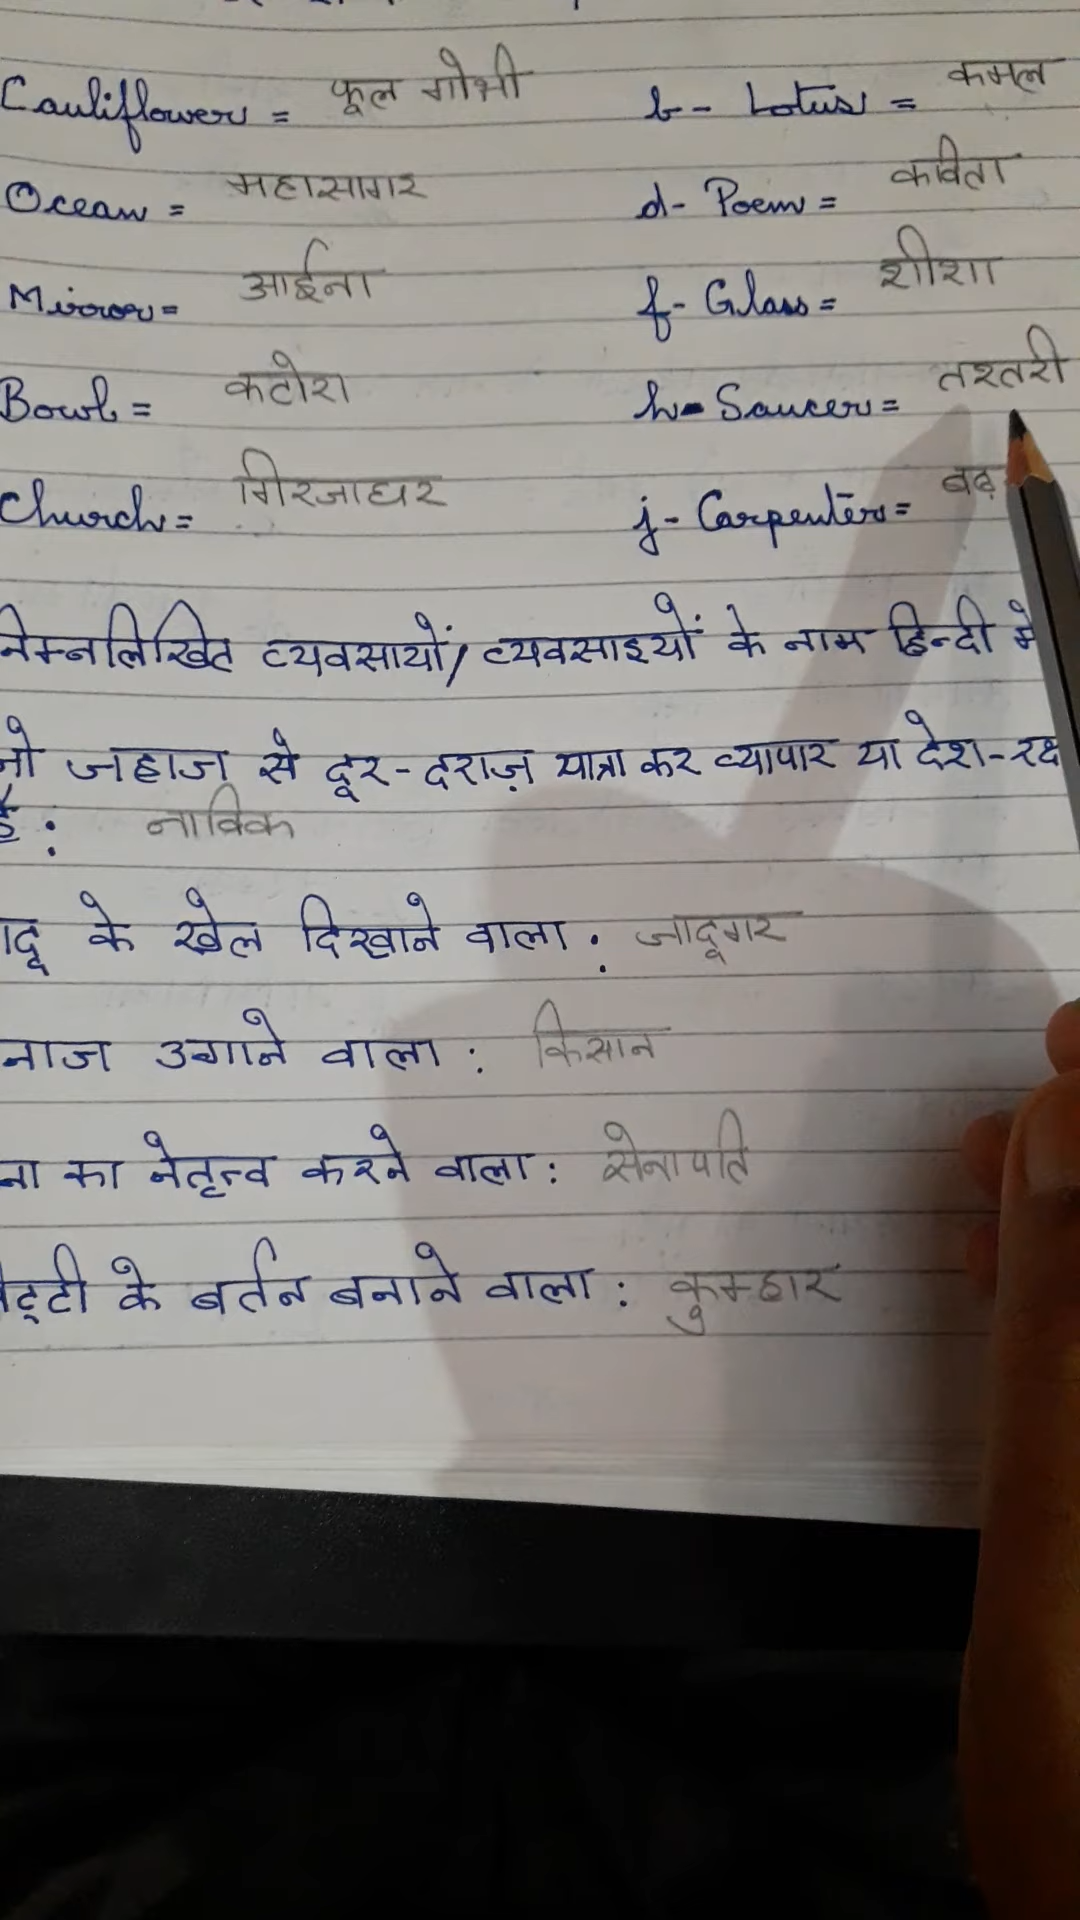 Cauliflower = फूल गोभी b- Lotus = कमल
Ocean = महासागर d- Poem = कविता
Mirror = आईना f- Glass = शीशा
Bowl = कटोरा h- Saucer = तश्तरी
Church = गिरजाघर j- Carpenter = बढ़
निम्नलिखित व्यवसायों/ व्यवसाइयों के नाम हिन्दी में
जो जहाज से दूर-दराज़ यात्रा कर व्यापार या देश-रक्ष
है : नाविक
ादू के खेल दिखाने वाला : जादूगर
नाज उगाने वाला : किसान
ना का नेतृत्व करने वाला : सेनापति
िट्टी के बर्तन बनाने वाला : कुम्हार